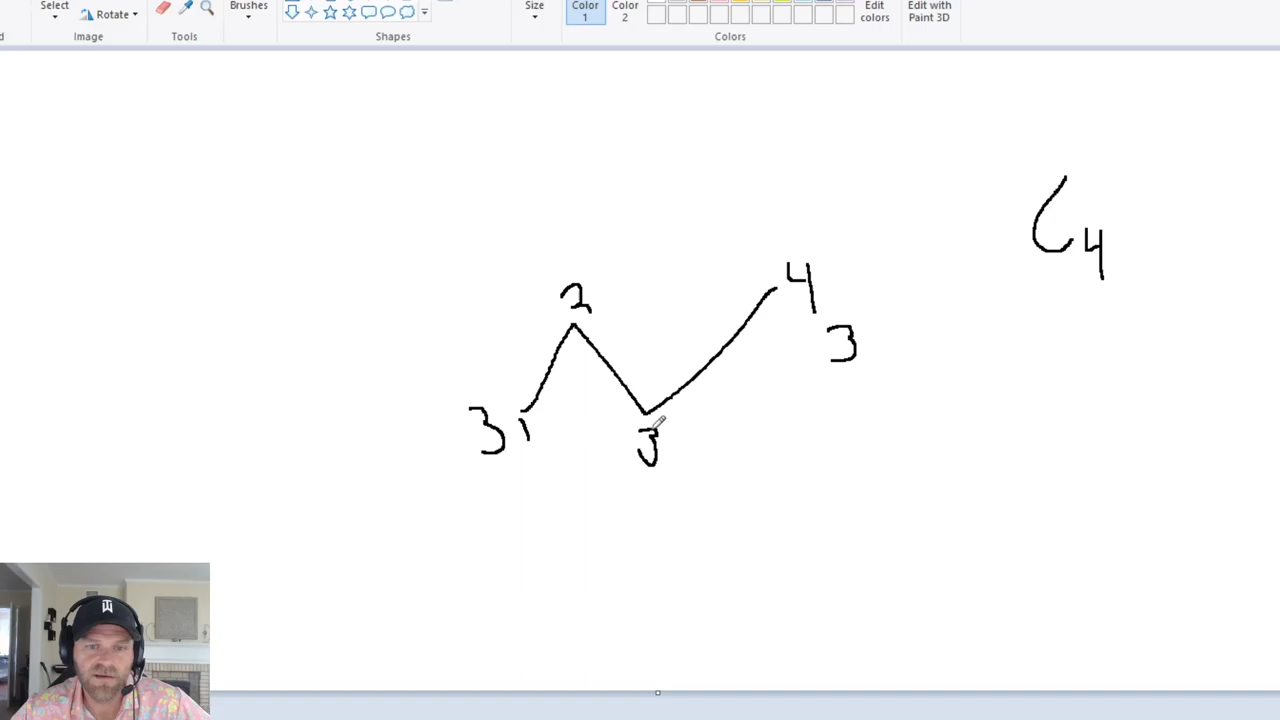 Select
Rotate
Image
Tools
Brushes
Shapes
Size
Color 1
Color 2
Colors
Edit colors
Edit with Paint 3D
C4
2
4
3
3 1
3